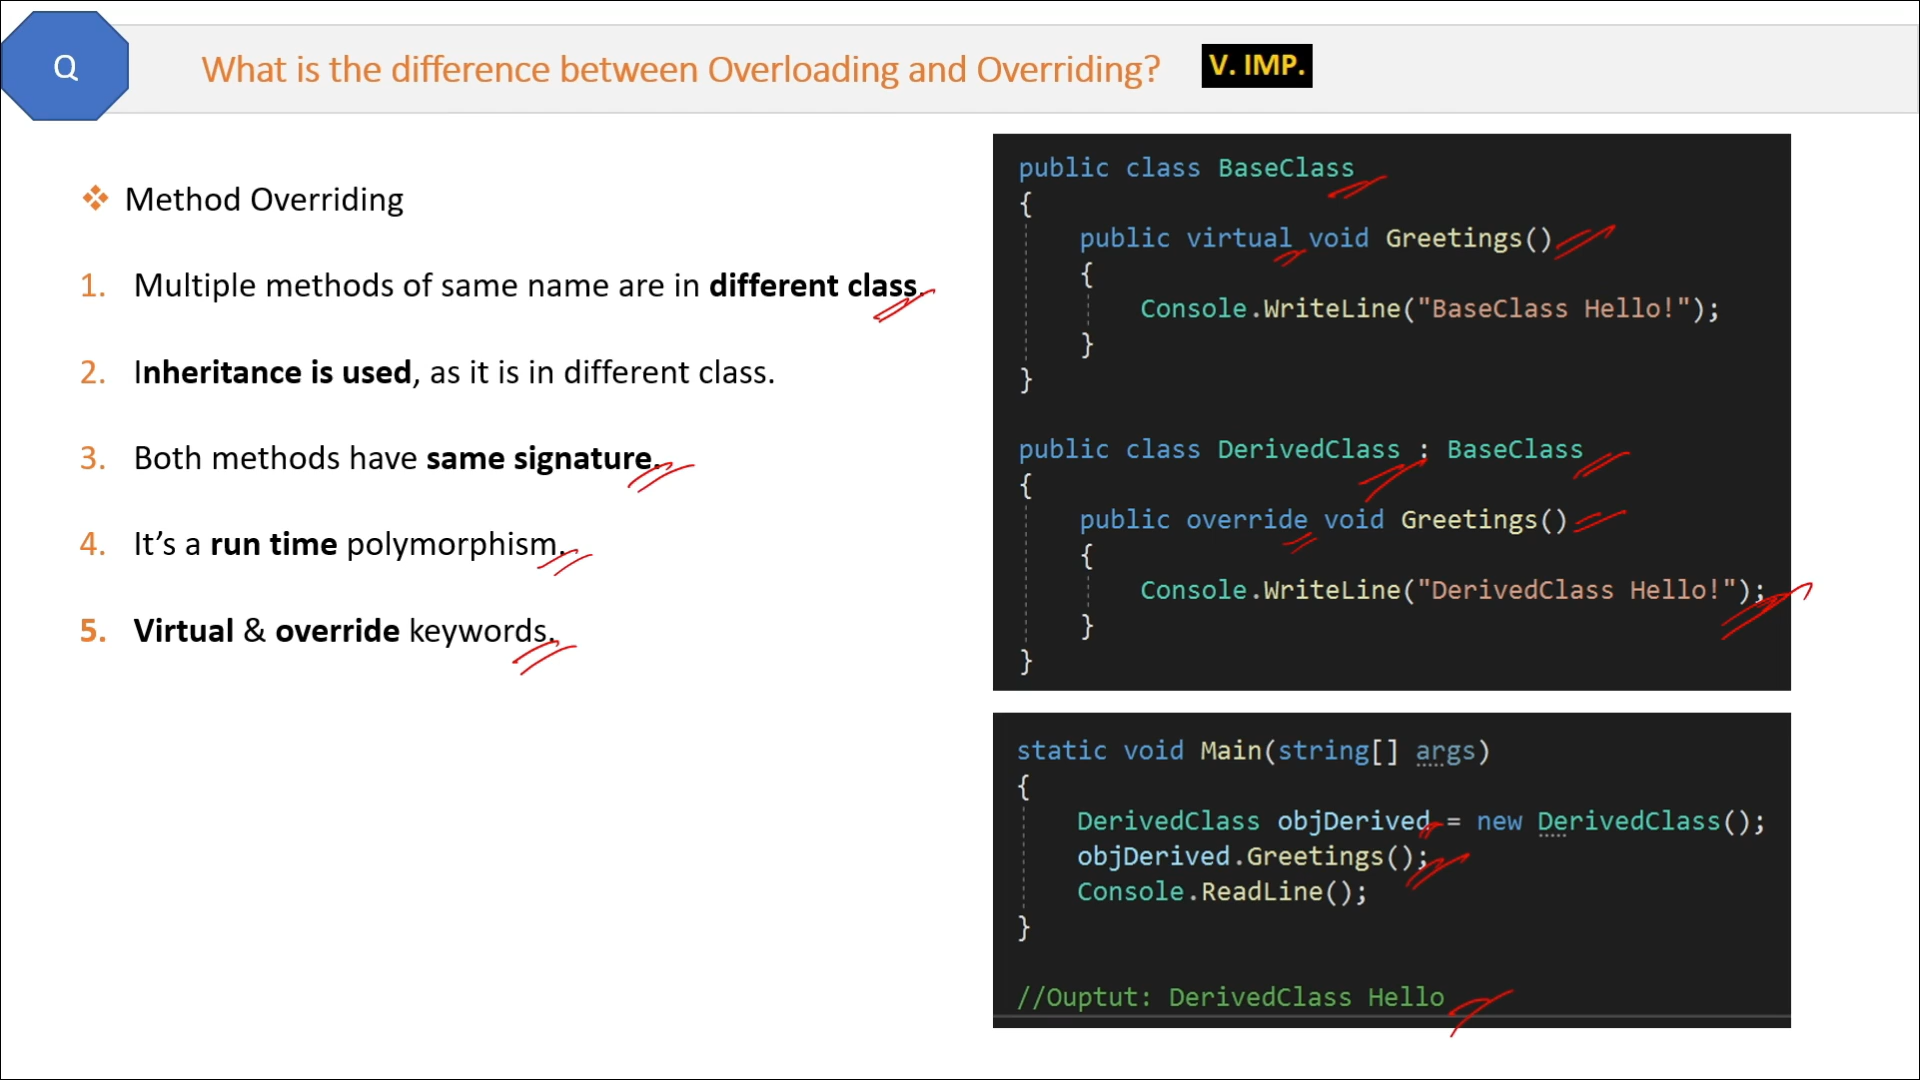 Q
What is the difference between Overloading and Overriding?
V. IMP.
Method Overriding
1. Multiple methods of same name are in different class.
2. Inheritance is used, as it is in different class.
3. Both methods have same signature.
4. It’s a run time polymorphism.
5. Virtual & override keywords.
public class BaseClass
{
public virtual void Greetings()
{
Console.WriteLine("BaseClass Hello!");
}
}
public class DerivedClass : BaseClass
{
public override void Greetings()
{
Console.WriteLine("DerivedClass Hello!");
}
}
static void Main(string[] args)
{
DerivedClass objDerived = new DerivedClass();
objDerived.Greetings();
Console.ReadLine();
}
//Ouptut: DerivedClass Hello